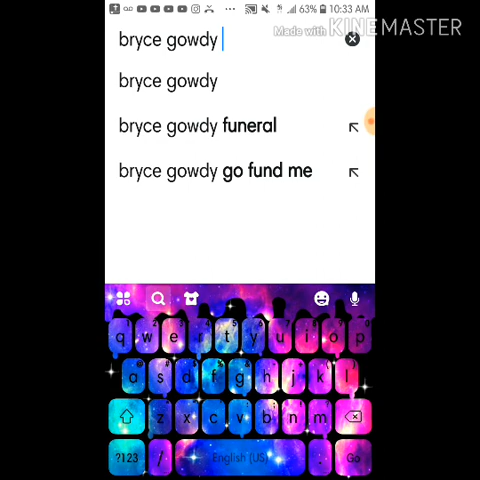 63% 10:33 AM
Made with KINEMASTER
bryce gowdy
bryce gowdy
bryce gowdy funeral
bryce gowdy go fund me
q w e r t y u i o p
a s d f g h j k l
z x c v b n m
?123 / English (US) . Go